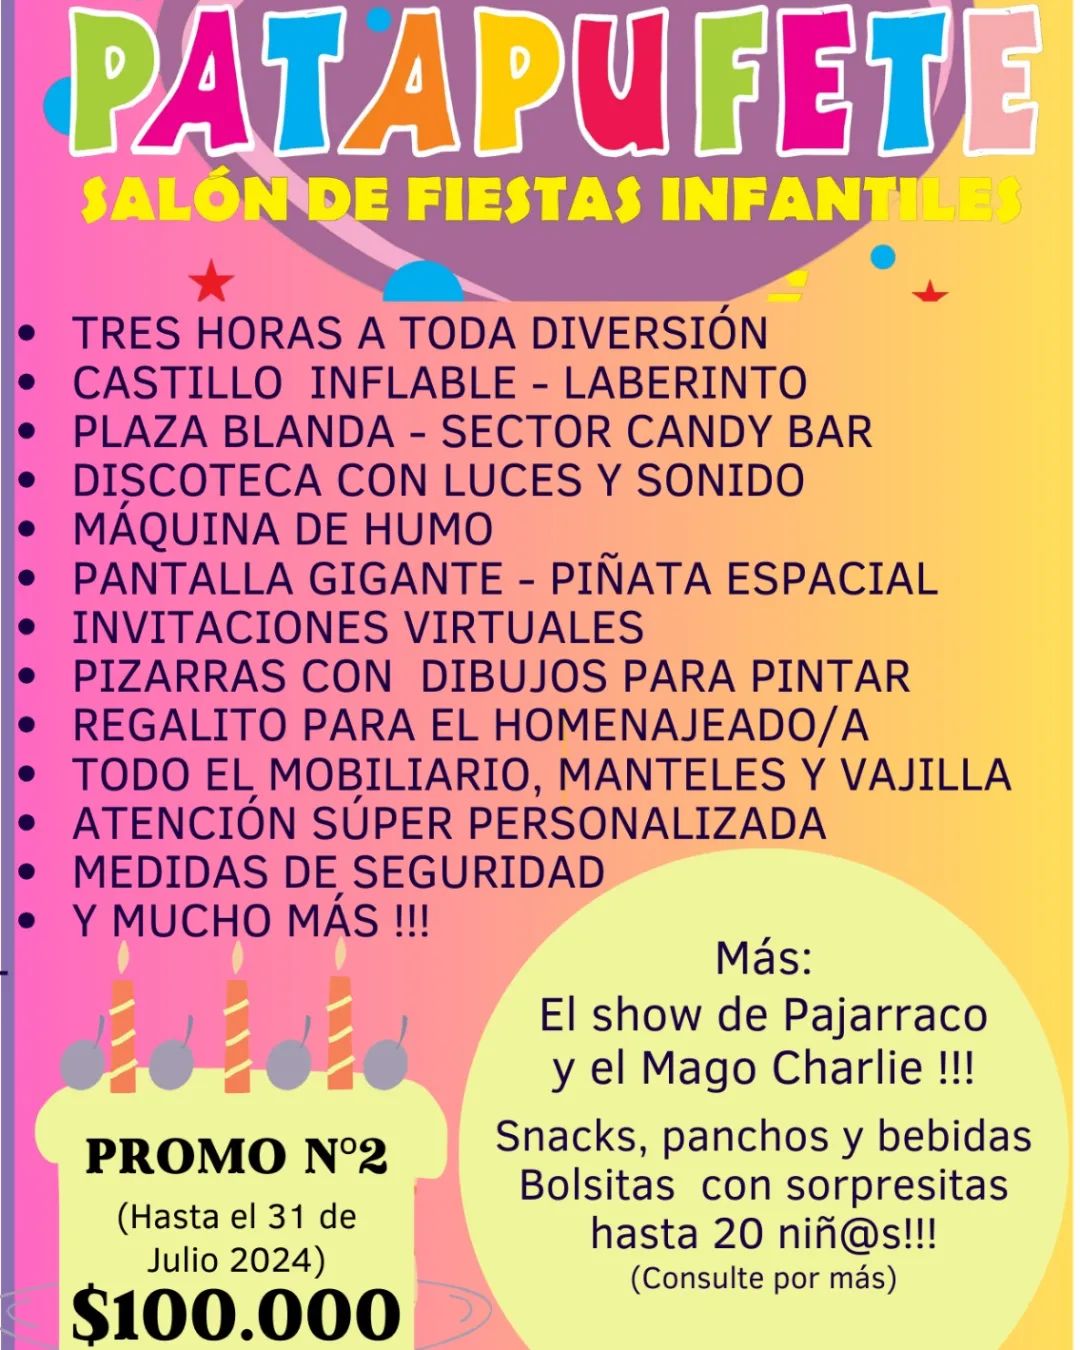 PATAPUFETE
SALÓN DE FIESTAS INFANTILES
• TRES HORAS A TODA DIVERSIÓN
• CASTILLO INFLABLE - LABERINTO
• PLAZA BLANDA - SECTOR CANDY BAR
• DISCOTECA CON LUCES Y SONIDO
• MÁQUINA DE HUMO
• PANTALLA GIGANTE - PIÑATA ESPACIAL
• INVITACIONES VIRTUALES
• PIZARRAS CON DIBUJOS PARA PINTAR
• REGALITO PARA EL HOMENAJEADO/A
• TODO EL MOBILIARIO, MANTELES Y VAJILLA
• ATENCIÓN SÚPER PERSONALIZADA
• MEDIDAS DE SEGURIDAD
• Y MUCHO MÁS !!!
Más:
El show de Pajarraco
y el Mago Charlie !!!
Snacks, panchos y bebidas
Bolsitas con sorpresitas
hasta 20 niñ@s!!!
(Consulte por más)
PROMO Nº2
(Hasta el 31 de
Julio 2024)
$100.000